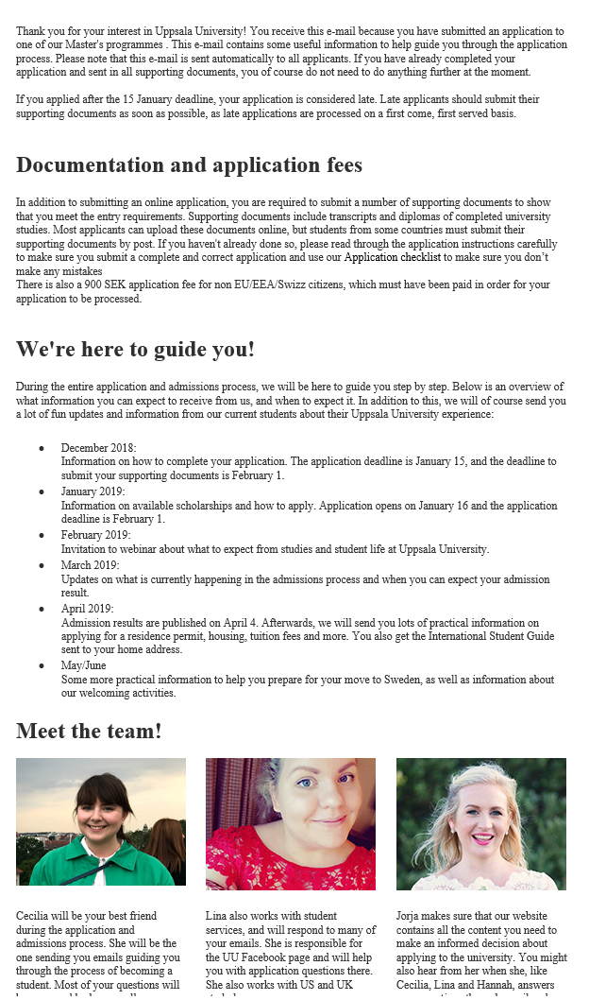 Thank you for your interest in Uppsala University! You receive this e-mail because you have submitted an application to
one of our Master's programmes . This e-mail contains some useful information to help guide you through the application
process. Please note that this e-mail is sent automatically to all applicants. If you have already completed your
application and sent in all supporting documents, you of course do not need to do anything further at the moment.
If you applied after the 15 January deadline, your application is considered late. Late applicants should submit their
supporting documents as soon as possible, as late applications are processed on a first come, first served basis.
Documentation and application fees
In addition to submitting an online application, you are required to submit a number of supporting documents to show
that you meet the entry requirements. Supporting documents include transcripts and diplomas of completed university
studies. Most applicants can upload these documents online, but students from some countries must submit their
supporting documents by post. If you haven't already done so, please read through the application instructions carefully
to make sure you submit a complete and correct application and use our Application checklist to make sure you don’t
make any mistakes
There is also a 900 SEK application fee for non EU/EEA/Swizz citizens, which must have been paid in order for your
application to be processed.
We're here to guide you!
During the entire application and admissions process, we will be here to guide you step by step. Below is an overview of
what information you can expect to receive from us, and when to expect it. In addition to this, we will of course send you
a lot of fun updates and information from our current students about their Uppsala University experience:
• December 2018:
Information on how to complete your application. The application deadline is January 15, and the deadline to
submit your supporting documents is February 1.
• January 2019:
Information on available scholarships and how to apply. Application opens on January 16 and the application
deadline is February 1.
• February 2019:
Invitation to webinar about what to expect from studies and student life at Uppsala University.
• March 2019:
Updates on what is currently happening in the admissions process and when you can expect your admission
result.
• April 2019:
Admission results are published on April 4. Afterwards, we will send you lots of practical information on
applying for a residence permit, housing, tuition fees and more. You also get the International Student Guide
sent to your home address.
• May/June
Some more practical information to help you prepare for your move to Sweden, as well as information about
our welcoming activities.
Meet the team!
Cecilia will be your best friend
during the application and
admissions process. She will be the
one sending you emails guiding you
through the process of becoming a
student. Most of your questions will
Lina also works with student
services, and will respond to many of
your emails. She is responsible for
the UU Facebook page and will help
you with application questions there.
She also works with US and UK
Jorja makes sure that our website
contains all the content you need to
make an informed decision about
applying to the university. You might
also hear from her when she, like
Cecilia, Lina and Hannah, answers